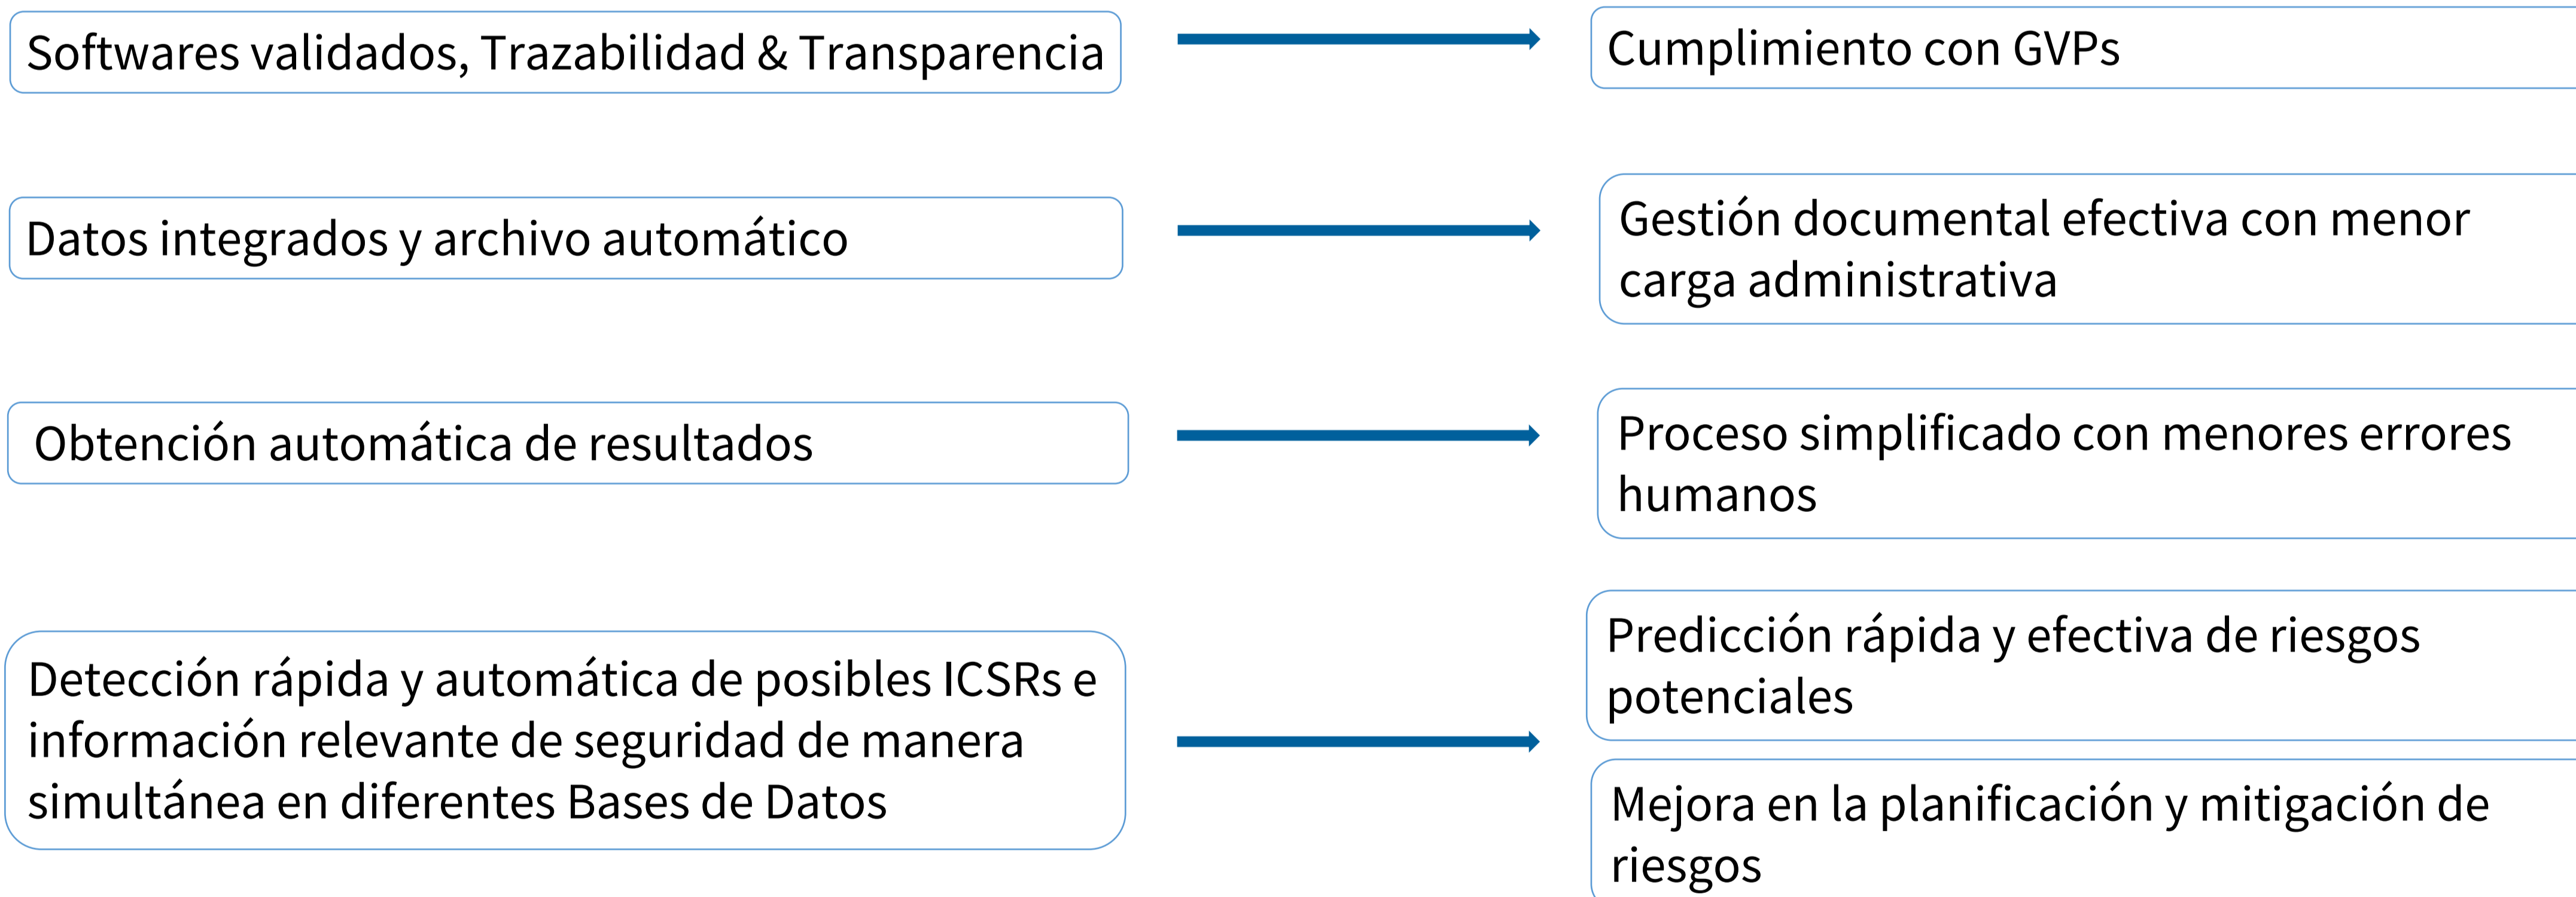 Softwares validados, Trazabilidad & Transparencia
Cumplimiento con GVPs
Datos integrados y archivo automático
Gestión documental efectiva con menor
carga administrativa
Obtención automática de resultados
Proceso simplificado con menores errores
humanos
Detección rápida y automática de posibles ICSRs e
información relevante de seguridad de manera
simultánea en diferentes Bases de Datos
Predicción rápida y efectiva de riesgos
potenciales
Mejora en la planificación y mitigación de
riesgos